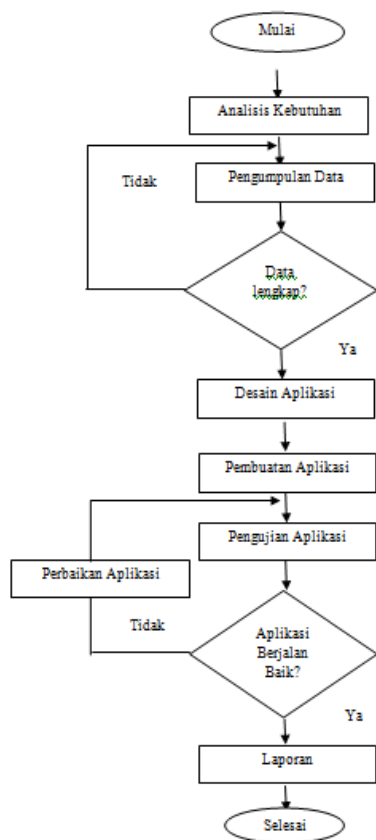 Mulai
Analisis Kebutuhan
Tidak
Pengumpulan Data
Data
lengkap?
Ya
Desain Aplikasi
Pembuatan Aplikasi
Pengujian Aplikasi
Perbaikan Aplikasi
Tidak
Aplikasi
Berjalan
Baik?
Ya
Laporan
Selesai